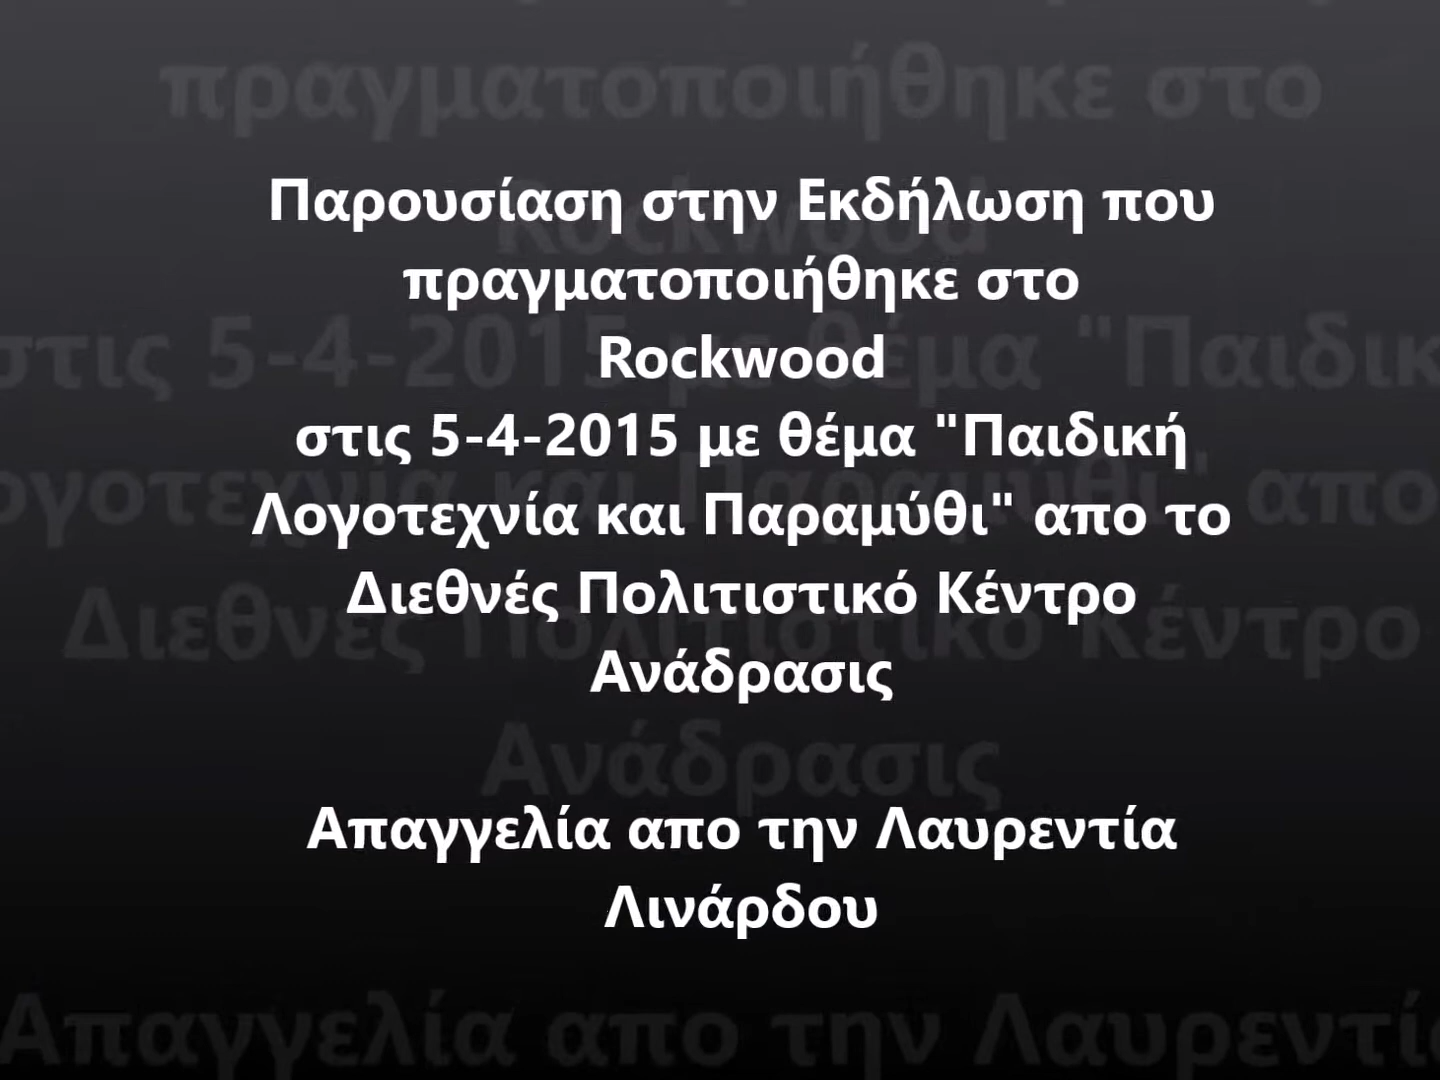 Παρουσίαση στην Εκδήλωση που
πραγματοποιήθηκε στο
Rockwood
στις 5-4-2015 με θέμα "Παιδική
Λογοτεχνία και Παραμύθι" απο το
Διεθνές Πολιτιστικό Κέντρο
Ανάδρασις
Απαγγελία απο την Λαυρεντία
Λινάρδου